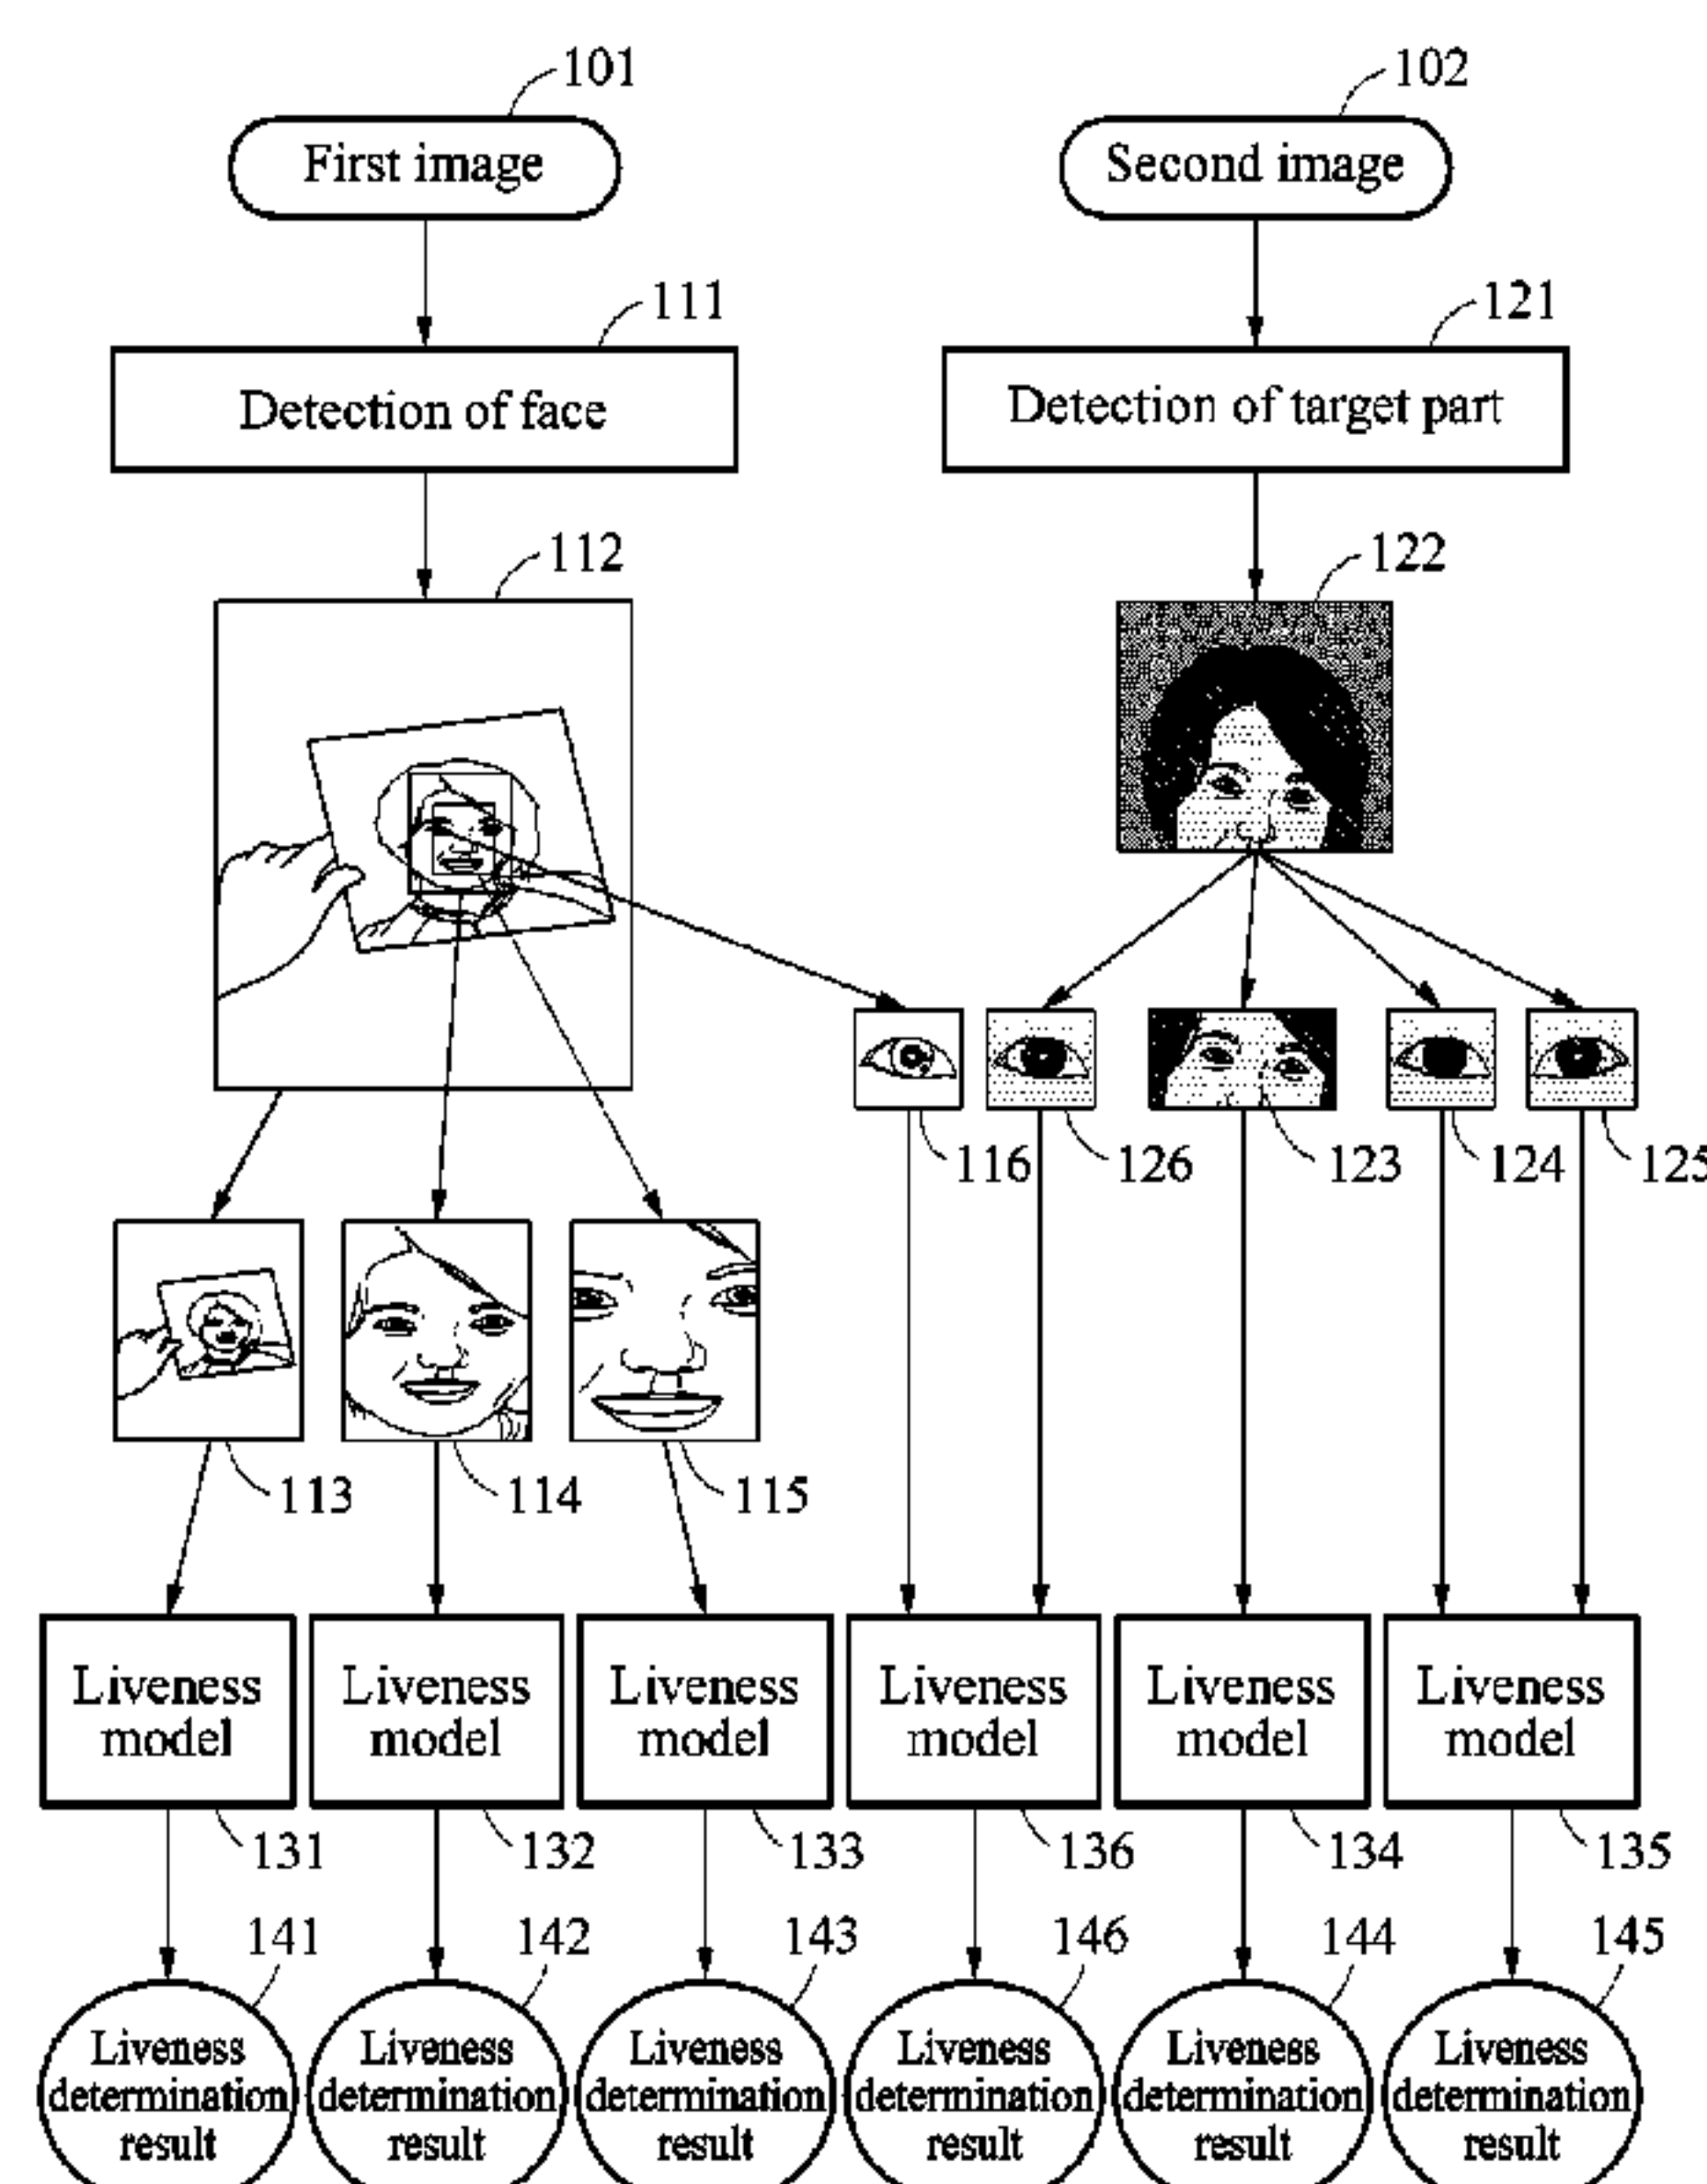 101
102
First image
Second image
111
121
Detection of face
Detection of target part
112
122
116
126
123
124
125
113
114
115
Liveness
model
Liveness
model
Liveness
model
Liveness
model
Liveness
model
Liveness
model
131
132
133
136
134
135
141
142
143
146
144
145
Liveness
determination
result
Liveness
determination
result
Liveness
determination
result
Liveness
determination
result
Liveness
determination
result
Liveness
determination
result